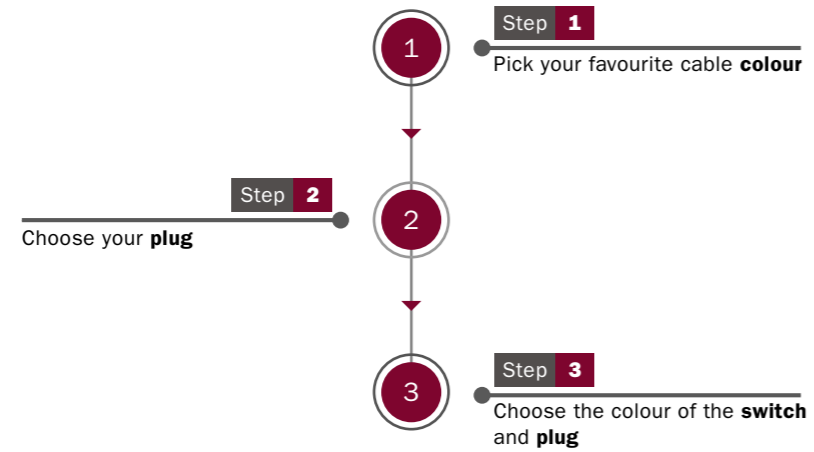 1
Step 1
Pick your favourite cable colour
Step 2
2
Choose your plug
3
Step 3
Choose the colour of the switch
and plug